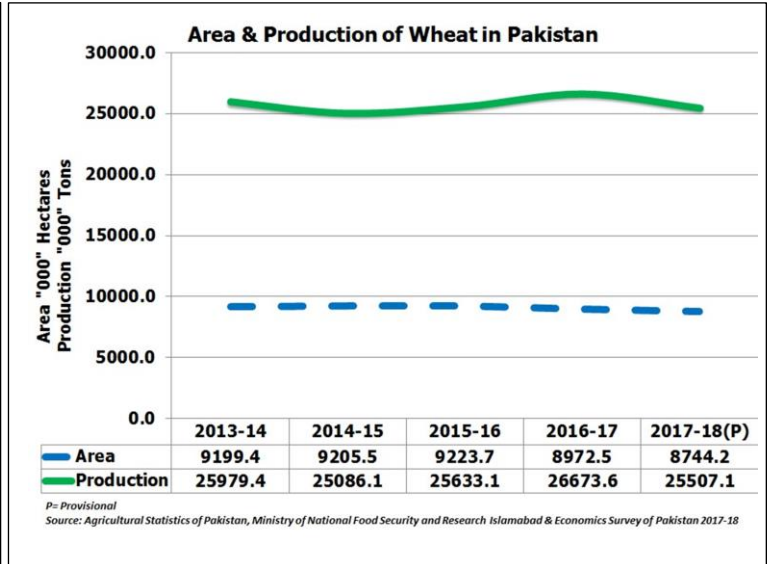 Area & Production of Wheat in Pakistan
Area "000" Hectares
Production "000" Tons
30000.0
25000.0
20000.0
15000.0
10000.0
5000.0
0.0
2013-14 2014-15 2015-16 2016-17 2017-18(P)
Area 9199.4 9205.5 9223.7 8972.5 8744.2
Production 25979.4 25086.1 25633.1 26673.6 25507.1
P= Provisional
Source: Agricultural Statistics of Pakistan, Ministry of National Food Security and Research Islamabad & Economics Survey of Pakistan 2017-18